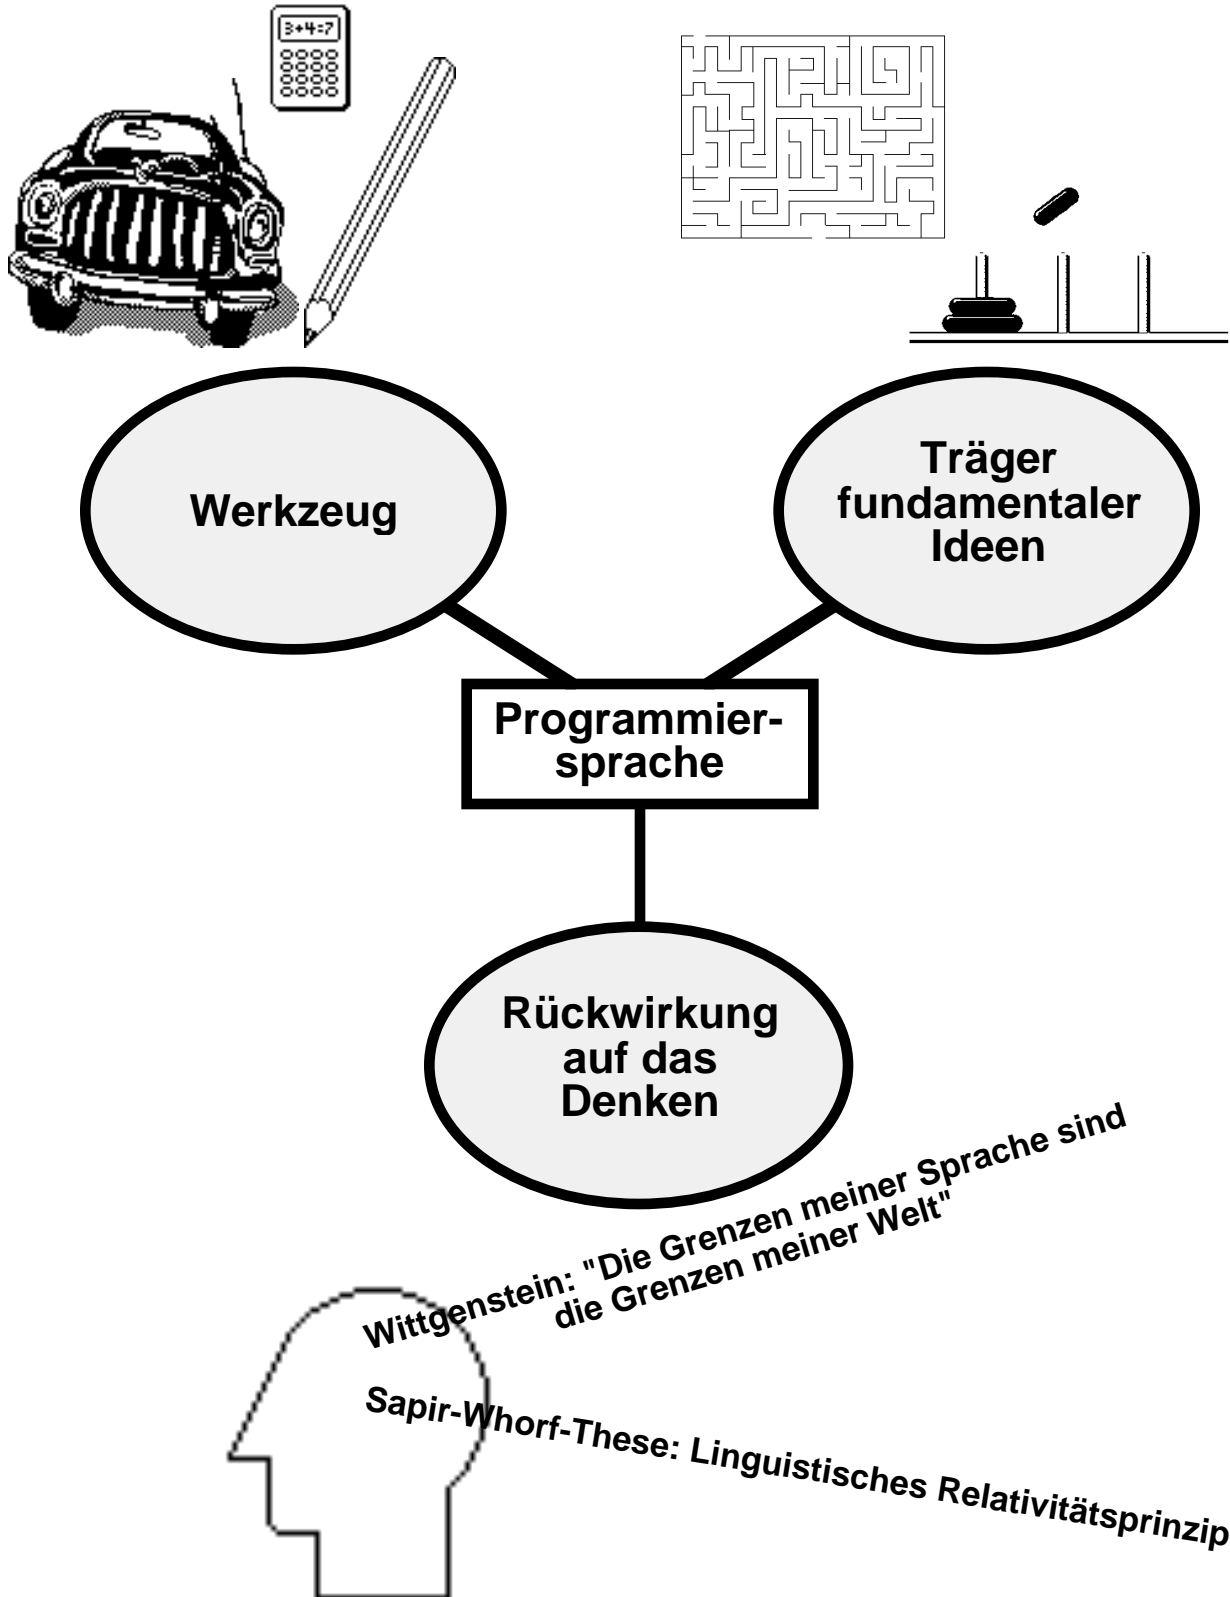 3+4=7
Werkzeug
Träger
fundamentaler
Ideen
Programmier-
sprache
Rückwirkung
auf das
Denken
Wittgenstein: "Die Grenzen meiner Sprache sind
die Grenzen meiner Welt"
Sapir-Whorf-These: Linguistisches Relativitätsprinzip